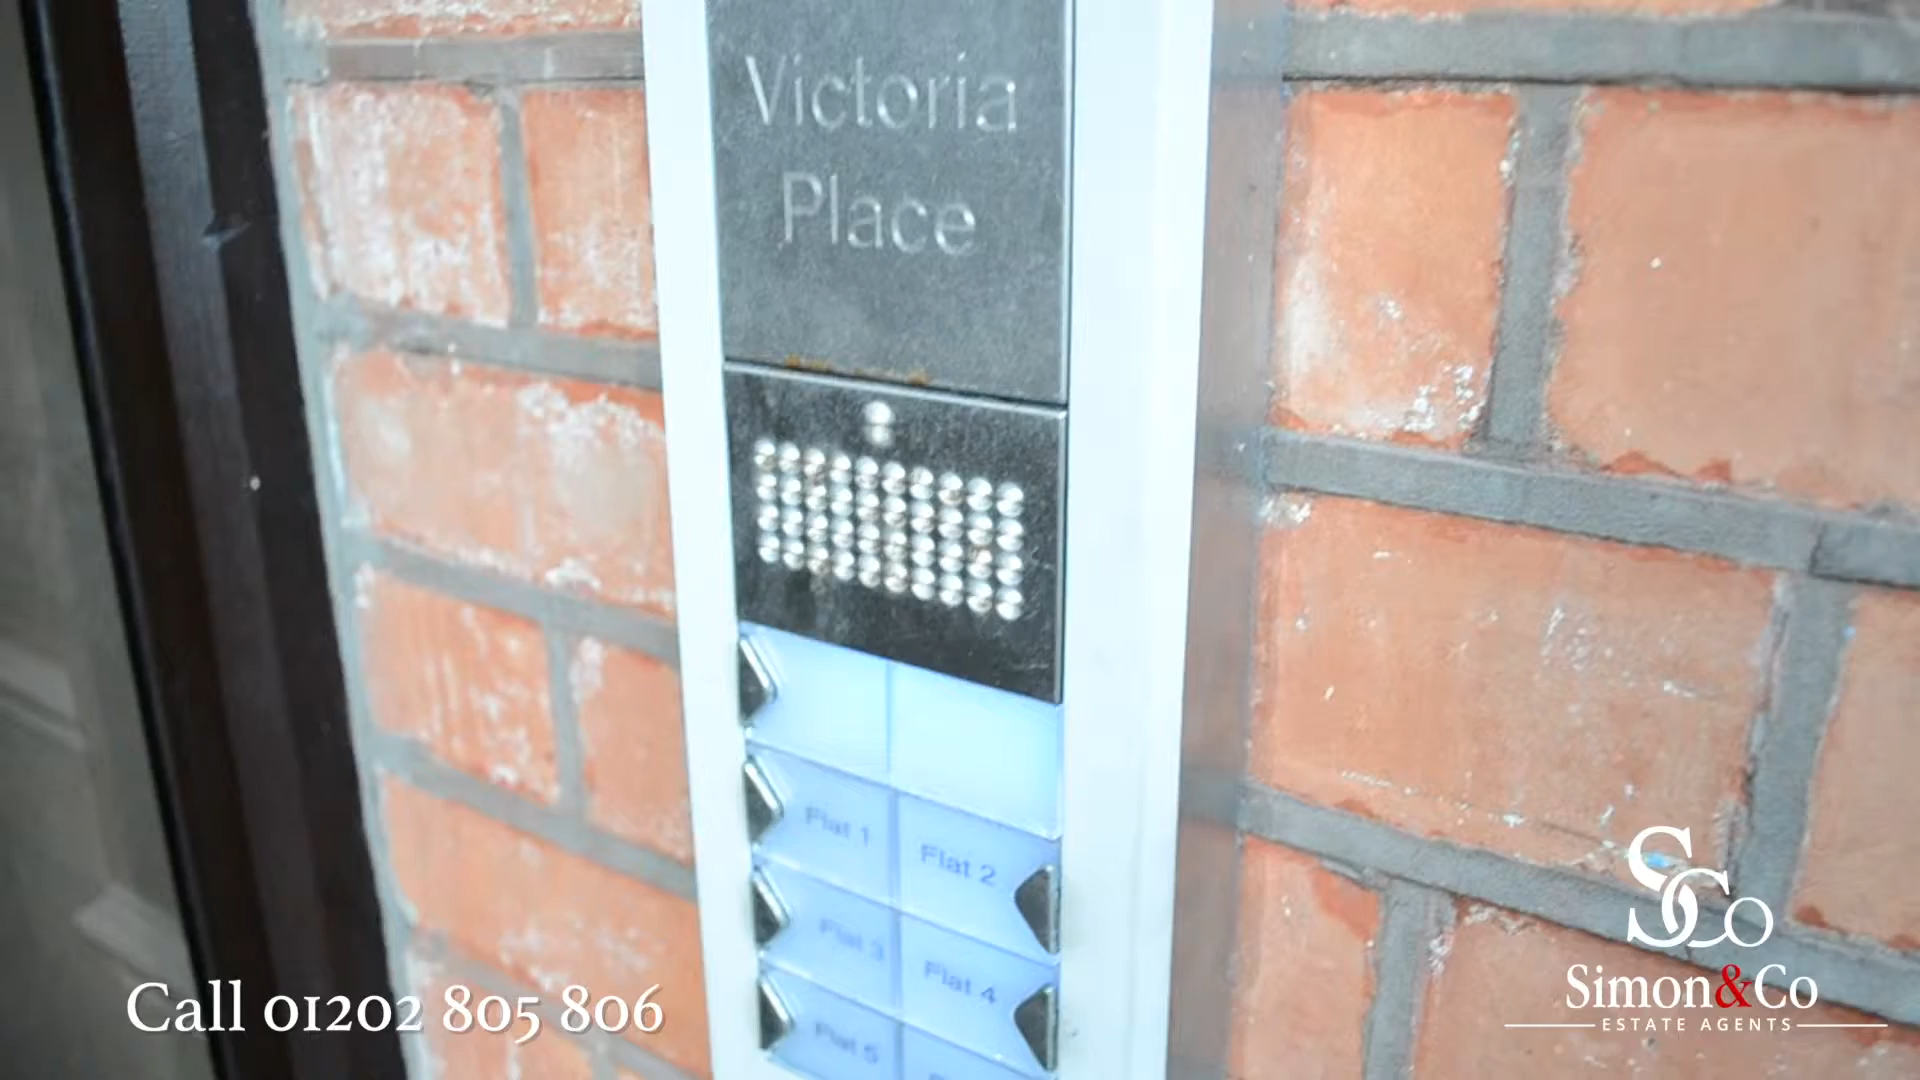 Victoria
Place
Flat 1
Flat 2
Flat 3
Flat 4
Flat 5
Call 01202 805 806
SCo
Simon&Co
ESTATE AGENTS